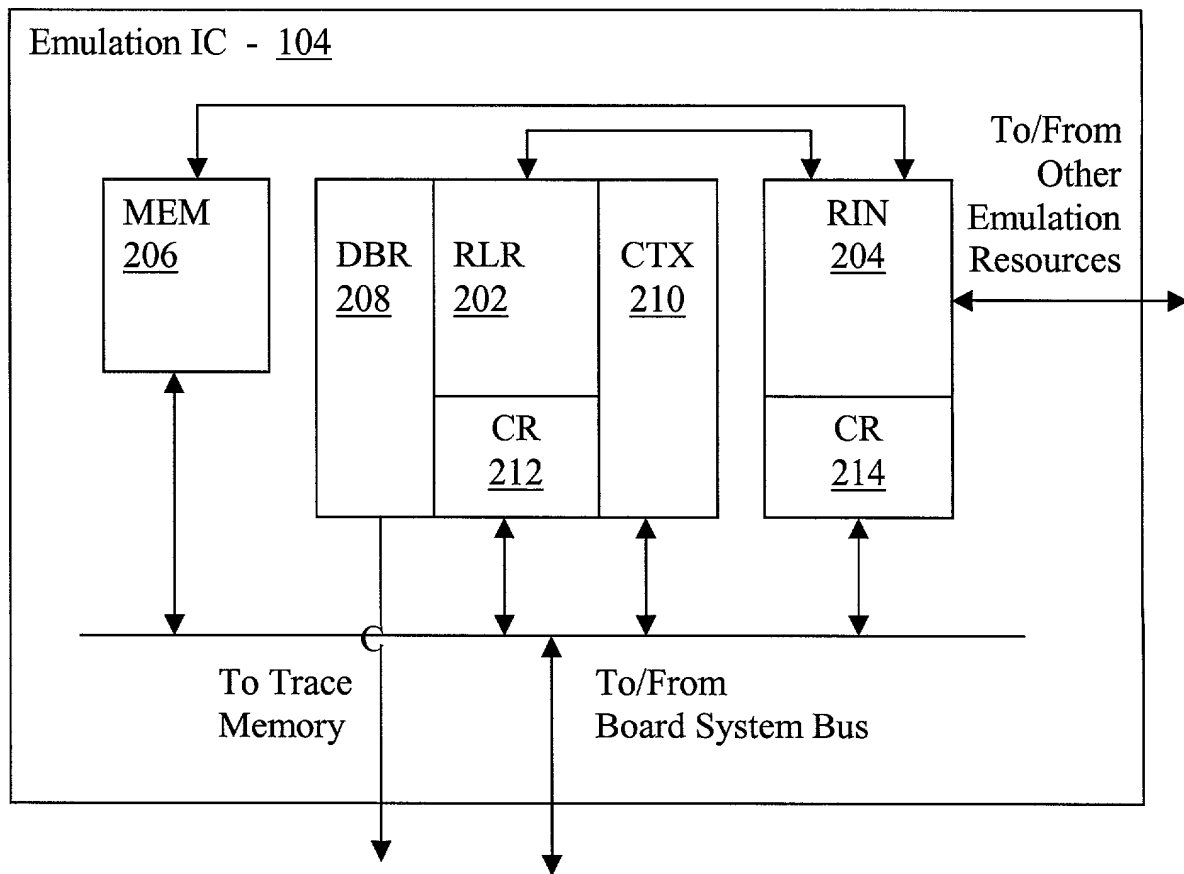 Emulation IC - 104
To/From
Other
Emulation
Resources
MEM
206
DBR
208
RLR
202
CTX
210
RIN
204
CR
212
CR
214
To Trace
Memory
To/From
Board System Bus